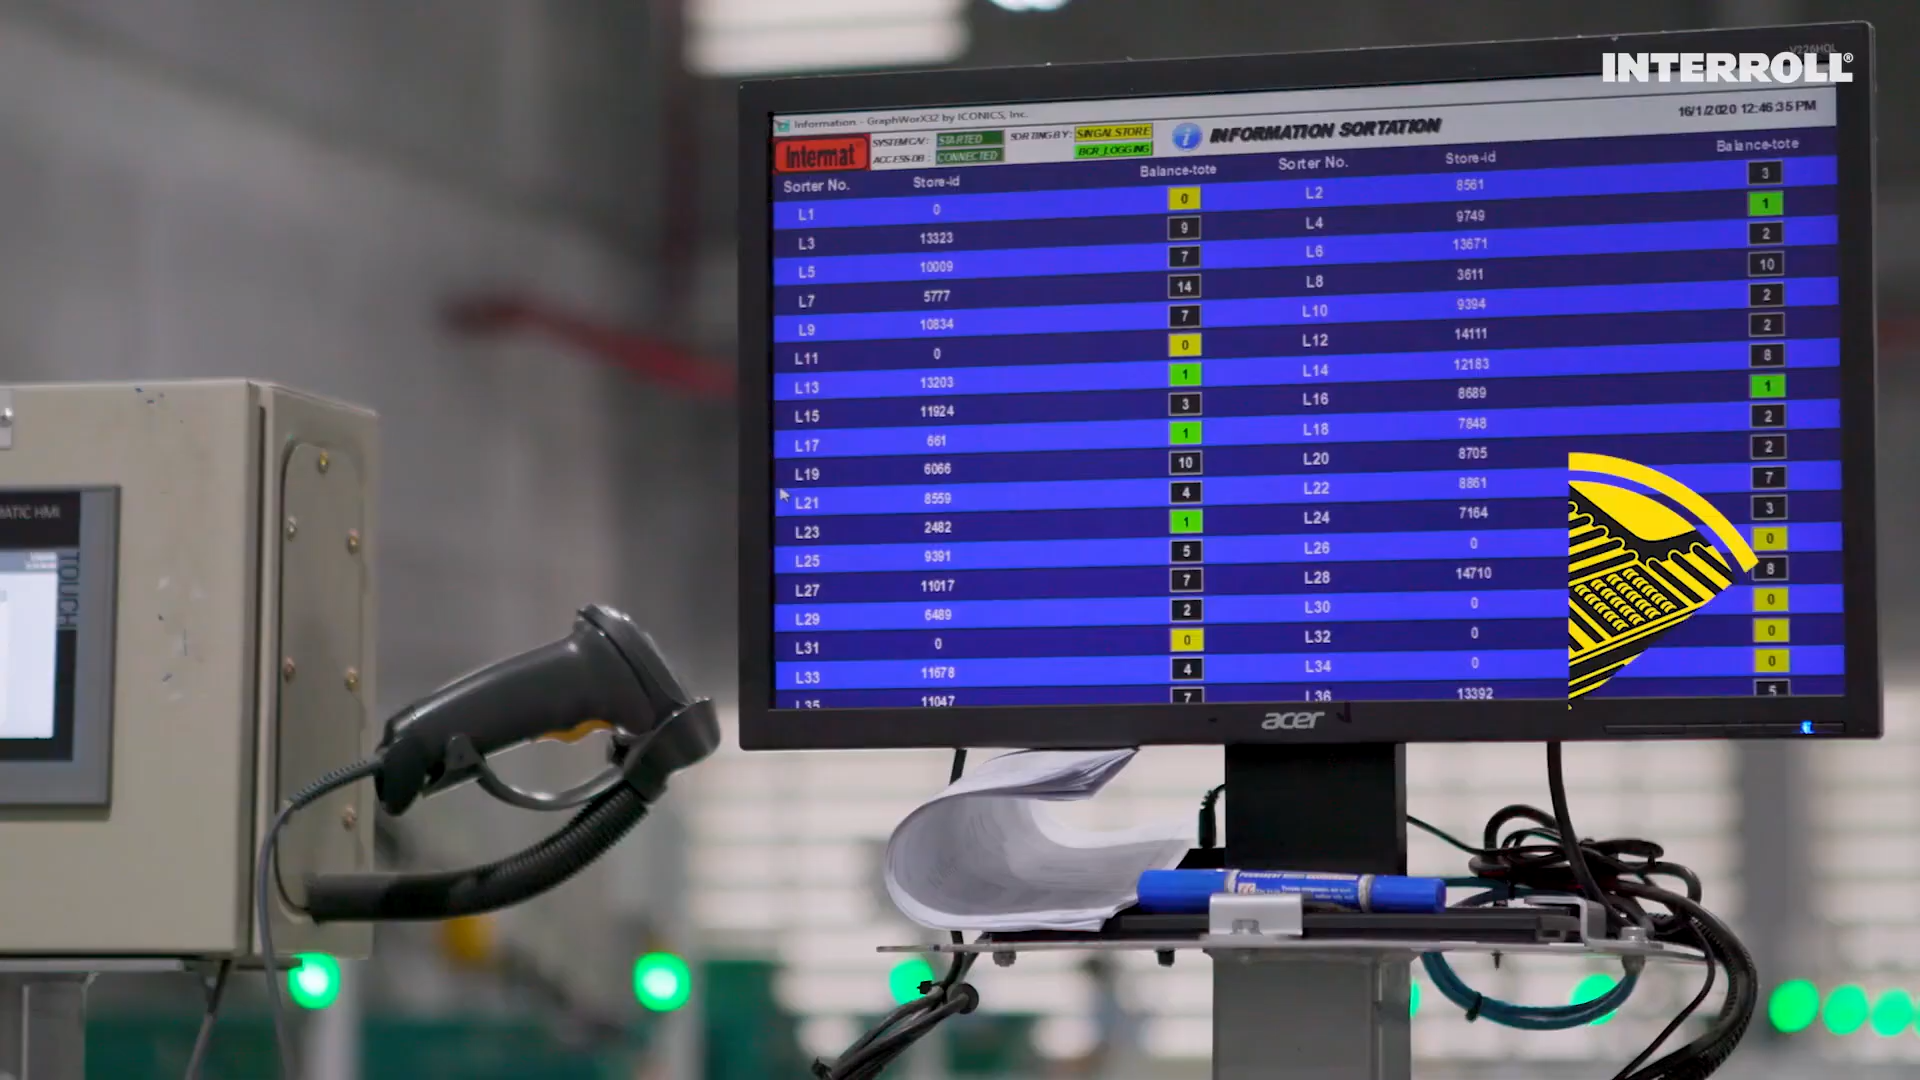 INTERROLL®
V226HQL
Information - GraphWorX32 by ICONICS, Inc.
16/1/2020 12:46:35 PM
Intermat
SYSTEM CAV: STARTED
ACCESS-DB : CONNECTED
SORTING BY: SINGAL STORE
BCR_LOGGING
i INFORMATION SORTATION
Sorter No. Store-id Balance-tote Sorter No. Store-id Balance-tote
L1 0 0 L2 8561 3
L3 13323 9 L4 9749 1
L5 10009 7 L6 13671 2
L7 5777 14 L8 3611 10
L9 10834 7 L10 9394 2
L11 0 0 L12 14111 2
L13 13203 1 L14 12183 8
L15 11924 3 L16 8689 1
L17 661 1 L18 7848 2
L19 6066 10 L20 8705 2
L21 8559 4 L22 8861 7
L23 2482 1 L24 7164 3
L25 9391 5 L26 0 0
L27 11017 7 L28 14710 8
L29 6489 2 L30 0 0
L31 0 0 L32 0 0
L33 11678 4 L34 0 0
L35 11047 7 L36 13392 5
acer
MATIC HMI
TOUCH